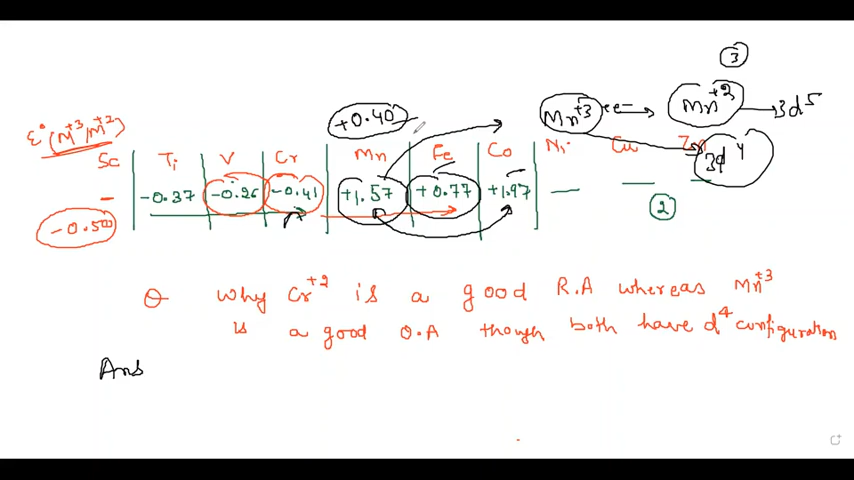 3
+0.40
Mn+3 +e- → Mn+2 → 3d5
ε°(M+3/M+2)
Sc | Ti | V | Cr | Mn | Fe | Co | Ni Cu Zn
3d4
- | -0.37 | -0.26 | -0.41 | +1.57 | +0.77 | +1.97 | — — —
-0.50
2
Q Why Cr+2 is a good R.A whereas Mn+3
is a good O.A though both have d4 configuration
Ans